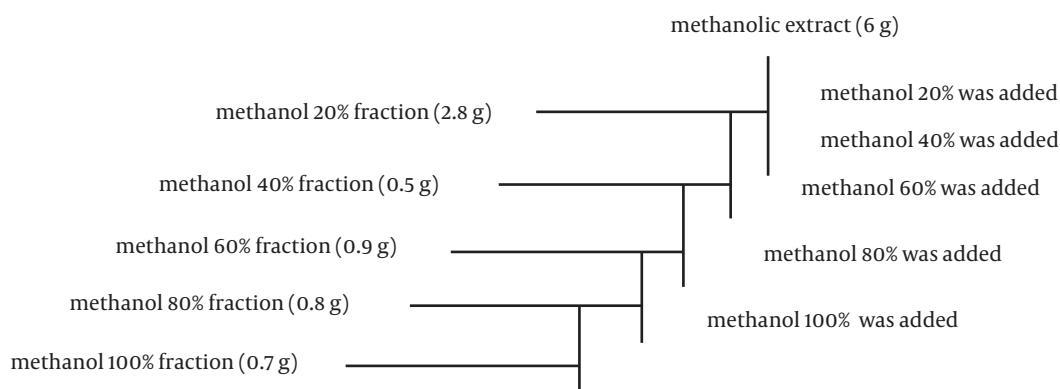 methanolic extract (6 g)
methanol 20% was added
methanol 20% fraction (2.8 g)
methanol 40% was added
methanol 40% fraction (0.5 g)
methanol 60% was added
methanol 60% fraction (0.9 g)
methanol 80% was added
methanol 80% fraction (0.8 g)
methanol 100% was added
methanol 100% fraction (0.7 g)